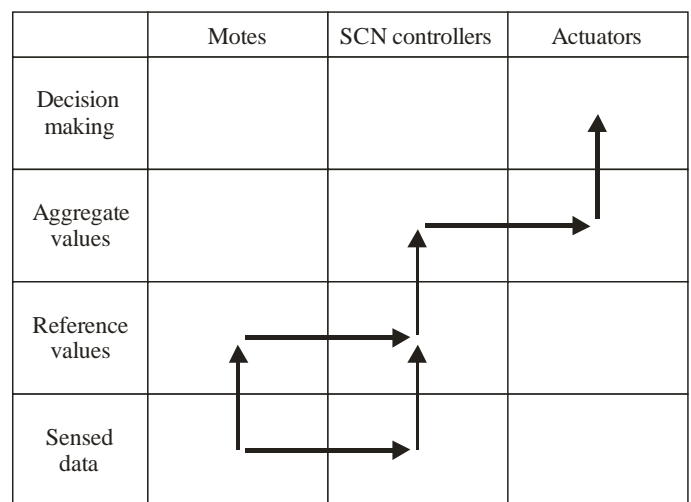 Motes
SCN controllers
Actuators
Decision
making
Aggregate
values
Reference
values
Sensed
data